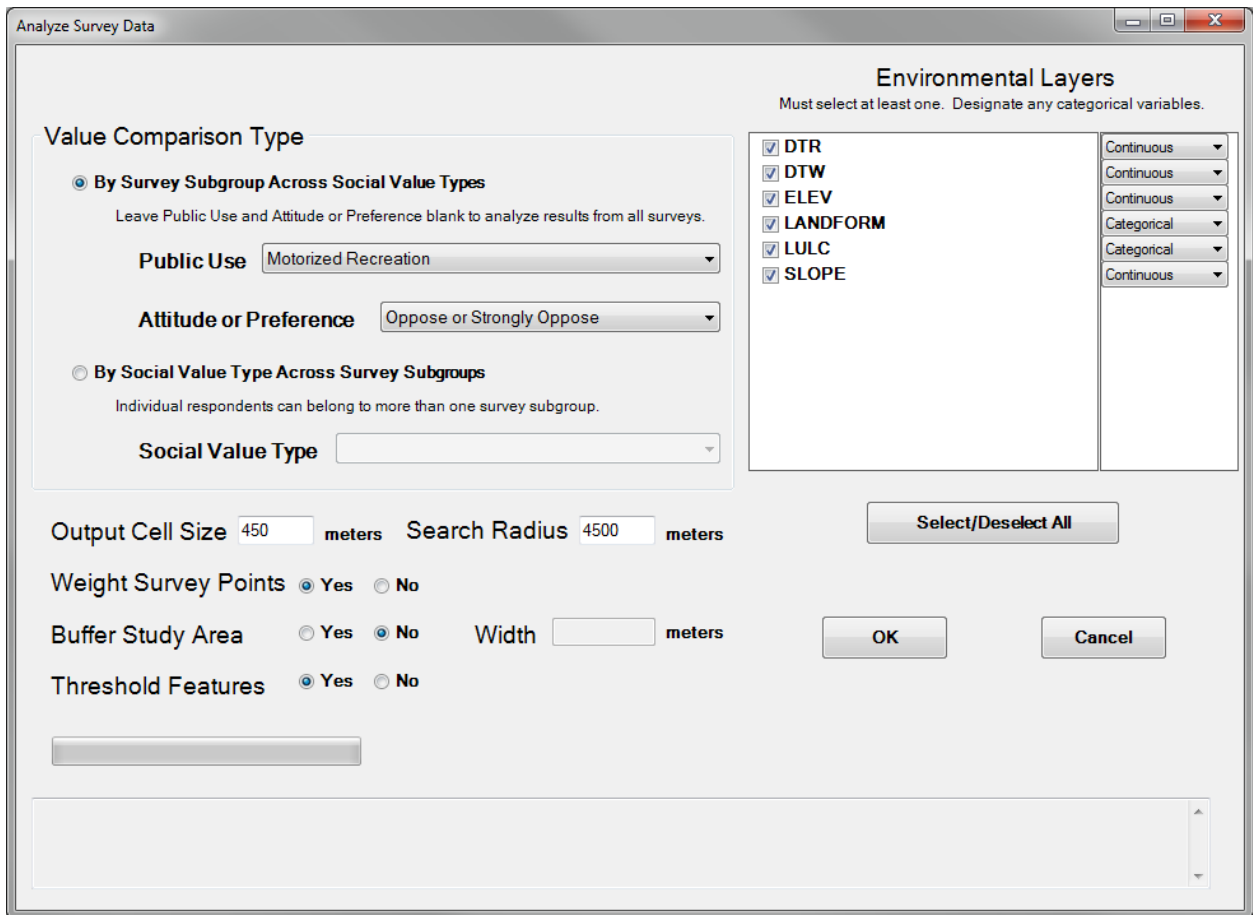 Analyze Survey Data
Environmental Layers
Must select at least one. Designate any categorical variables.
Value Comparison Type
By Survey Subgroup Across Social Value Types
Leave Public Use and Attitude or Preference blank to analyze results from all surveys.
Public Use Motorized Recreation
Attitude or Preference Oppose or Strongly Oppose
By Social Value Type Across Survey Subgroups
Individual respondents can belong to more than one survey subgroup.
Social Value Type
DTR Continuous
DTW Continuous
ELEV Continuous
LANDFORM Categorical
LULC Categorical
SLOPE Continuous
Select/Deselect All
Output Cell Size 450 meters Search Radius 4500 meters
Weight Survey Points Yes No
Buffer Study Area Yes No Width meters
Threshold Features Yes No
OK Cancel